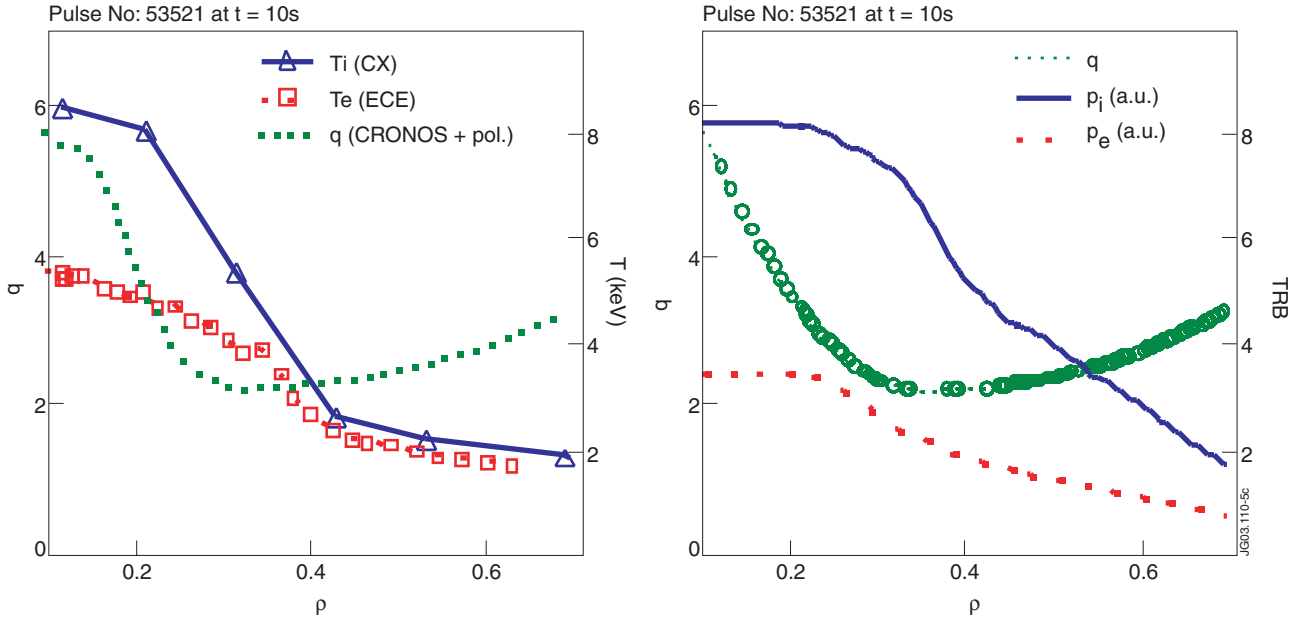 Pulse No: 53521 at t = 10s
Ti (CX)
Te (ECE)
q (CRONOS + pol.)
6
4
2
0
q
8
6
4
2
T (keV)
0.2
0.4
0.6
ρ
Pulse No: 53521 at t = 10s
q
p_i (a.u.)
p_e (a.u.)
6
4
2
0
q
8
6
4
2
TRB
JG03.110-5c
0.2
0.4
0.6
ρ